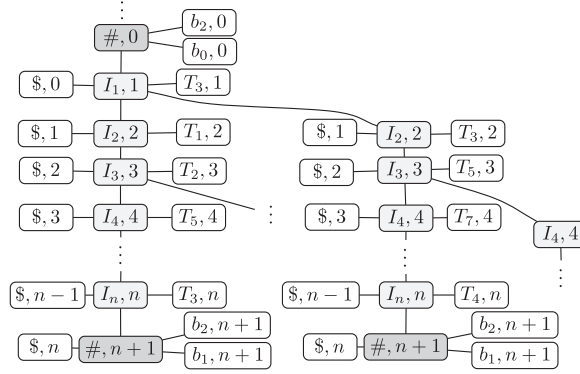 ⋮
b₂, 0
#, 0
b₀, 0
$, 0 I₁, 1 T₃, 1
$, 1 I₂, 2 T₁, 2 $, 1 I₂, 2 T₃, 2
$, 2 I₃, 3 T₂, 3 $, 2 I₃, 3 T₅, 3
$, 3 I₄, 4 T₅, 4 ⋮ $, 3 I₄, 4 T₇, 4
I₄, 4
⋮ ⋮ ⋮
$, n − 1 Iₙ, n T₃, n $, n − 1 Iₙ, n T₄, n
b₂, n + 1 b₂, n + 1
$, n #, n + 1 $, n #, n + 1
b₁, n + 1 b₁, n + 1